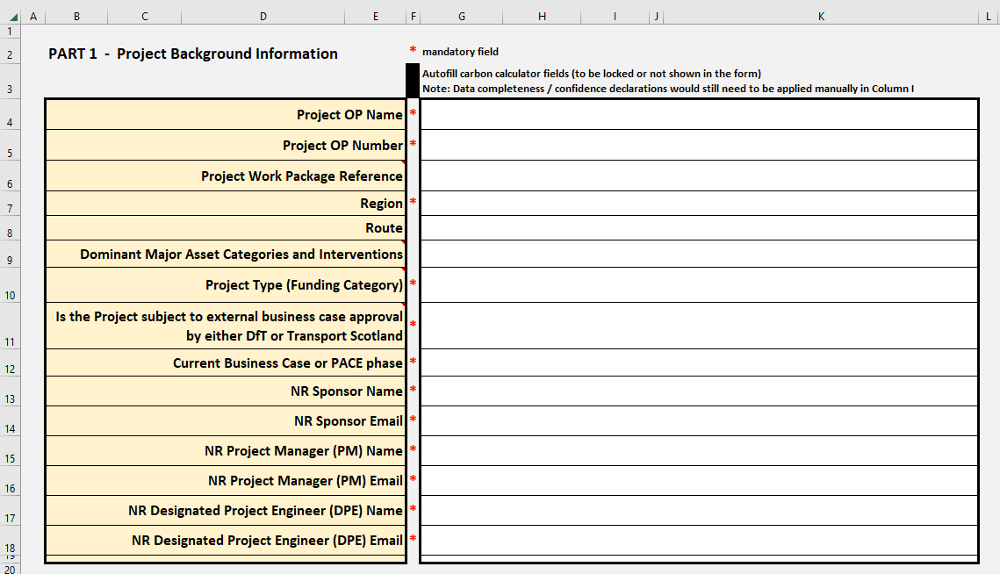 A B C D E F G H I J K L
1
2 PART 1 - Project Background Information * mandatory field
Autofill carbon calculator fields (to be locked or not shown in the form)
3 Note: Data completeness / confidence declarations would still need to be applied manually in Column I
4 Project OP Name *
5 Project OP Number *
6 Project Work Package Reference
7 Region *
8 Route
9 Dominant Major Asset Categories and Interventions
10 Project Type (Funding Category) *
Is the Project subject to external business case approval
11 by either DfT or Transport Scotland *
12 Current Business Case or PACE phase *
13 NR Sponsor Name *
14 NR Sponsor Email *
15 NR Project Manager (PM) Name *
16 NR Project Manager (PM) Email *
17 NR Designated Project Engineer (DPE) Name *
18 NR Designated Project Engineer (DPE) Email *
19
20